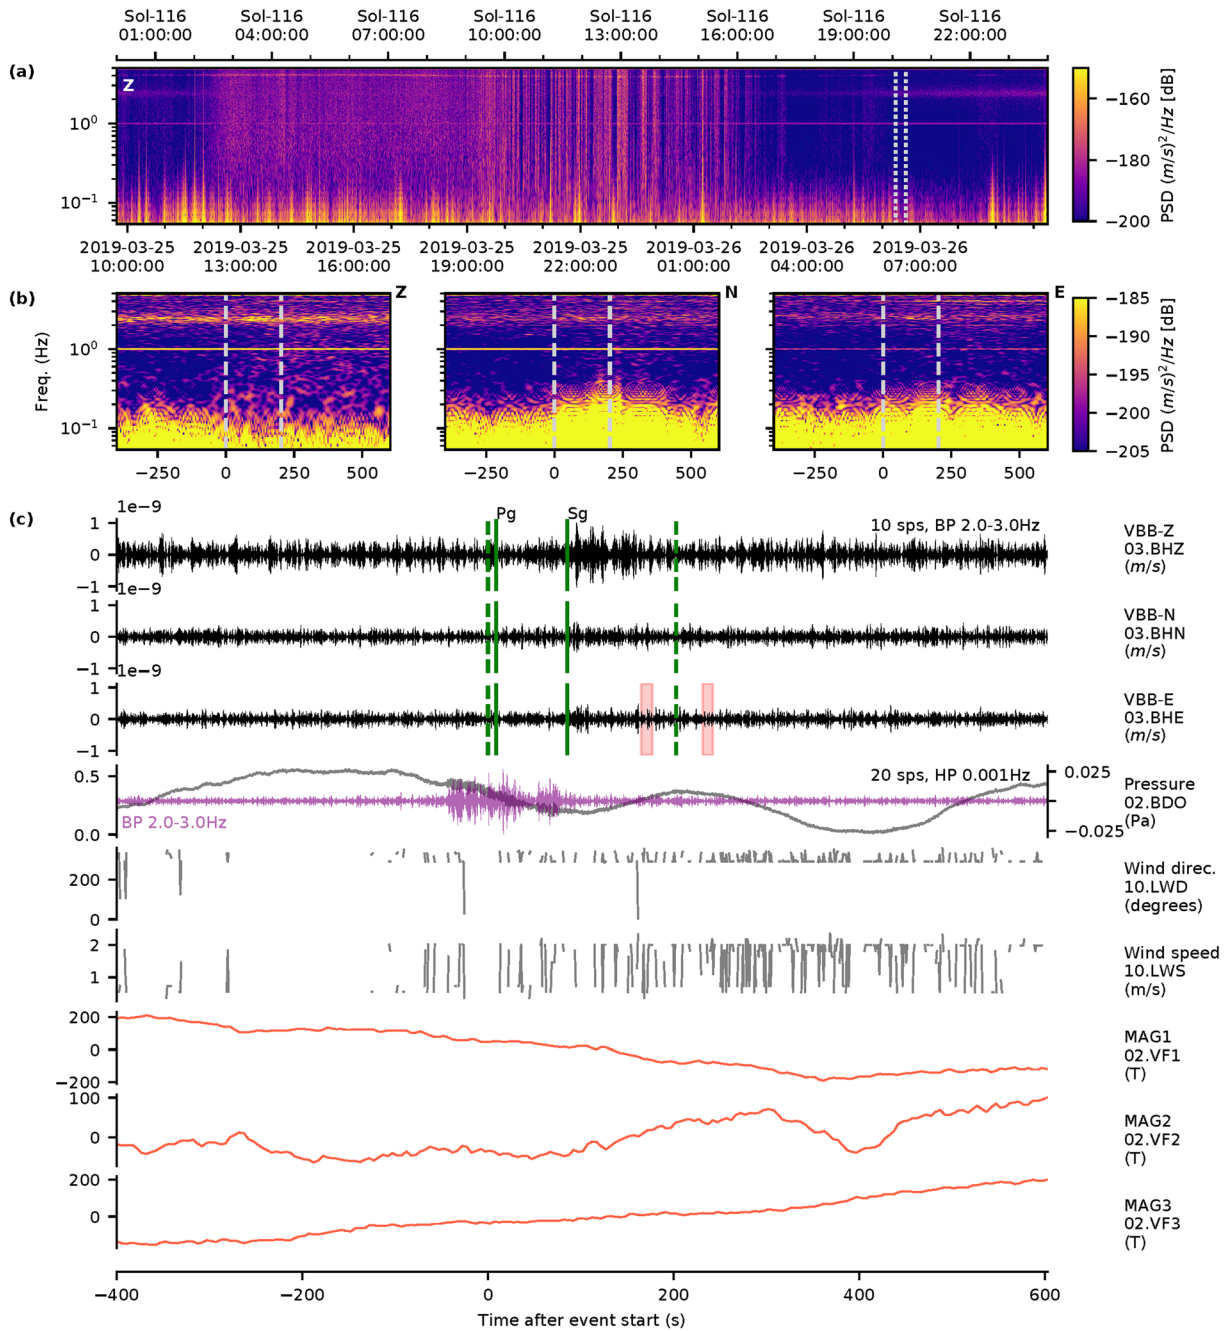 Sol-116 Sol-116 Sol-116 Sol-116 Sol-116 Sol-116 Sol-116 Sol-116
01:00:00 04:00:00 07:00:00 10:00:00 13:00:00 16:00:00 19:00:00 22:00:00
(a)
Z
10⁰
10⁻¹
−160
−180
−200
PSD (m/s)²/Hz [dB]
2019-03-25 2019-03-25 2019-03-25 2019-03-25 2019-03-25 2019-03-26 2019-03-26 2019-03-26
10:00:00 13:00:00 16:00:00 19:00:00 22:00:00 01:00:00 04:00:00 07:00:00
(b)
Z
N
E
Freq. (Hz)
10⁰
10⁻¹
−250 0 250 500
−250 0 250 500
−250 0 250 500
−185
−190
−195
−200
−205
PSD (m/s)²/Hz [dB]
(c)
1e−9
Pg
Sg
10 sps, BP 2.0-3.0Hz
1
0
−1
VBB-Z
03.BHZ
(m/s)
1e−9
1
0
−1
VBB-N
03.BHN
(m/s)
1e−9
1
0
−1
VBB-E
03.BHE
(m/s)
0.5
0.0
BP 2.0-3.0Hz
20 sps, HP 0.001Hz
0.025
−0.025
Pressure
02.BDO
(Pa)
200
0
Wind direc.
10.LWD
(degrees)
2
1
Wind speed
10.LWS
(m/s)
200
0
−200
MAG1
02.VF1
(T)
100
0
MAG2
02.VF2
(T)
200
0
MAG3
02.VF3
(T)
−400 −200 0 200 400 600
Time after event start (s)